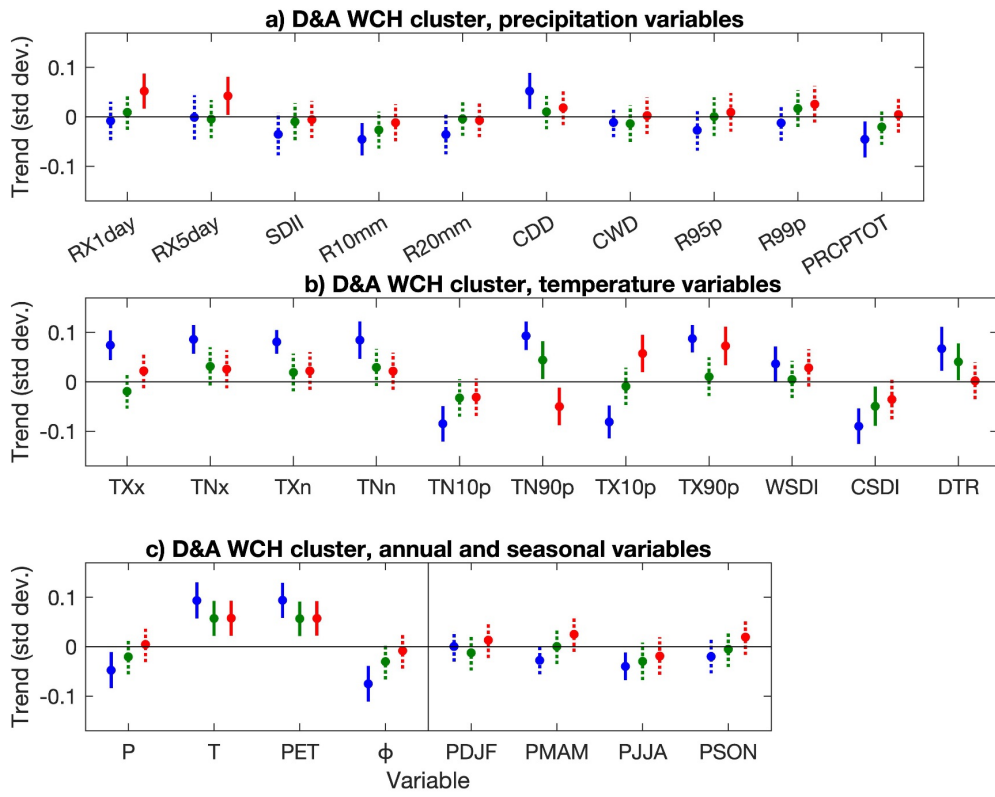 a) D&A WCH cluster, precipitation variables
Trend (std dev.)
0.1
0
-0.1
RX1day RX5day SDII R10mm R20mm CDD CWD R95p R99p PRCPTOT
b) D&A WCH cluster, temperature variables
Trend (std dev.)
0.1
0
-0.1
TXx TNx TXn TNn TN10p TN90p TX10p TX90p WSDI CSDI DTR
c) D&A WCH cluster, annual and seasonal variables
Trend (std dev.)
0.1
0
-0.1
P T PET ϕ PDJF PMAM PJJA PSON
Variable